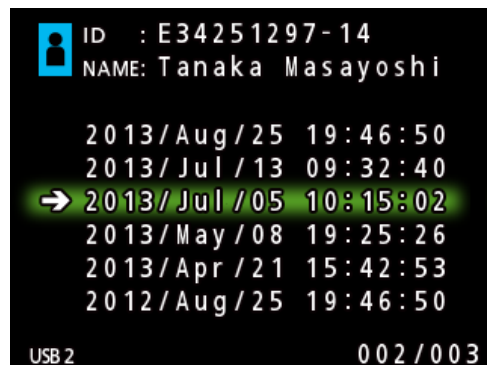 ID : E34251297-14
NAME: Tanaka Masayoshi
2013/Aug/25 19:46:50
2013/Jul/13 09:32:40
2013/Jul/05 10:15:02
2013/May/08 19:25:26
2013/Apr/21 15:42:53
2012/Aug/25 19:46:50
USB 2 002/003